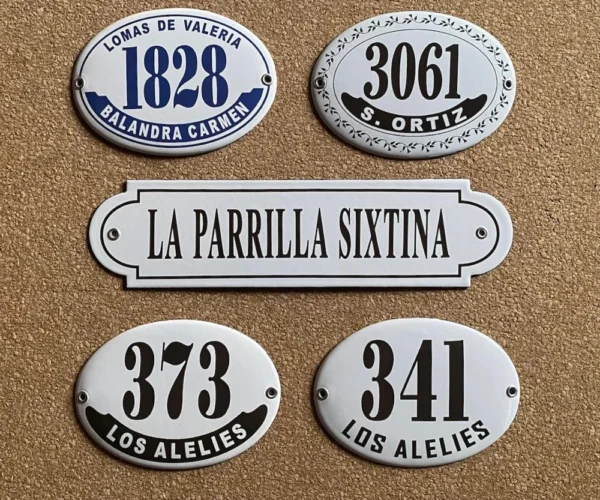 LOMAS DE VALERIA
1828
BALANDRA CARMEN
3061
S. ORTIZ
LA PARRILLA SIXTINA
373
LOS ALELIES
341
LOS ALELIES